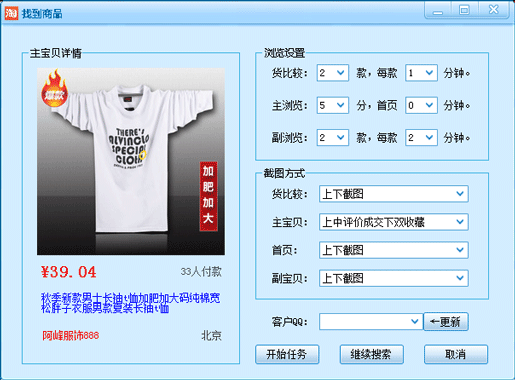 淘 找到商品
主宝贝详情
爆款
THERE'S
ALVINCIO
SPECIAL
CLOTH
加肥加大
¥39.04 33人付款
秋季新款男士长袖t恤加肥加大码纯棉宽
松胖子衣服男款夏装长袖t恤
阿峰服饰888 北京
浏览设置
货比较: 2 款, 每款 1 分钟。
主浏览: 5 分, 首页 0 分钟。
副浏览: 2 款, 每款 2 分钟。
截图方式
货比较: 上下截图
主宝贝: 上中评价成交下双收藏
首页: 上下截图
副宝贝: 上下截图
客户QQ: ←更新
开始任务 继续搜索 取消